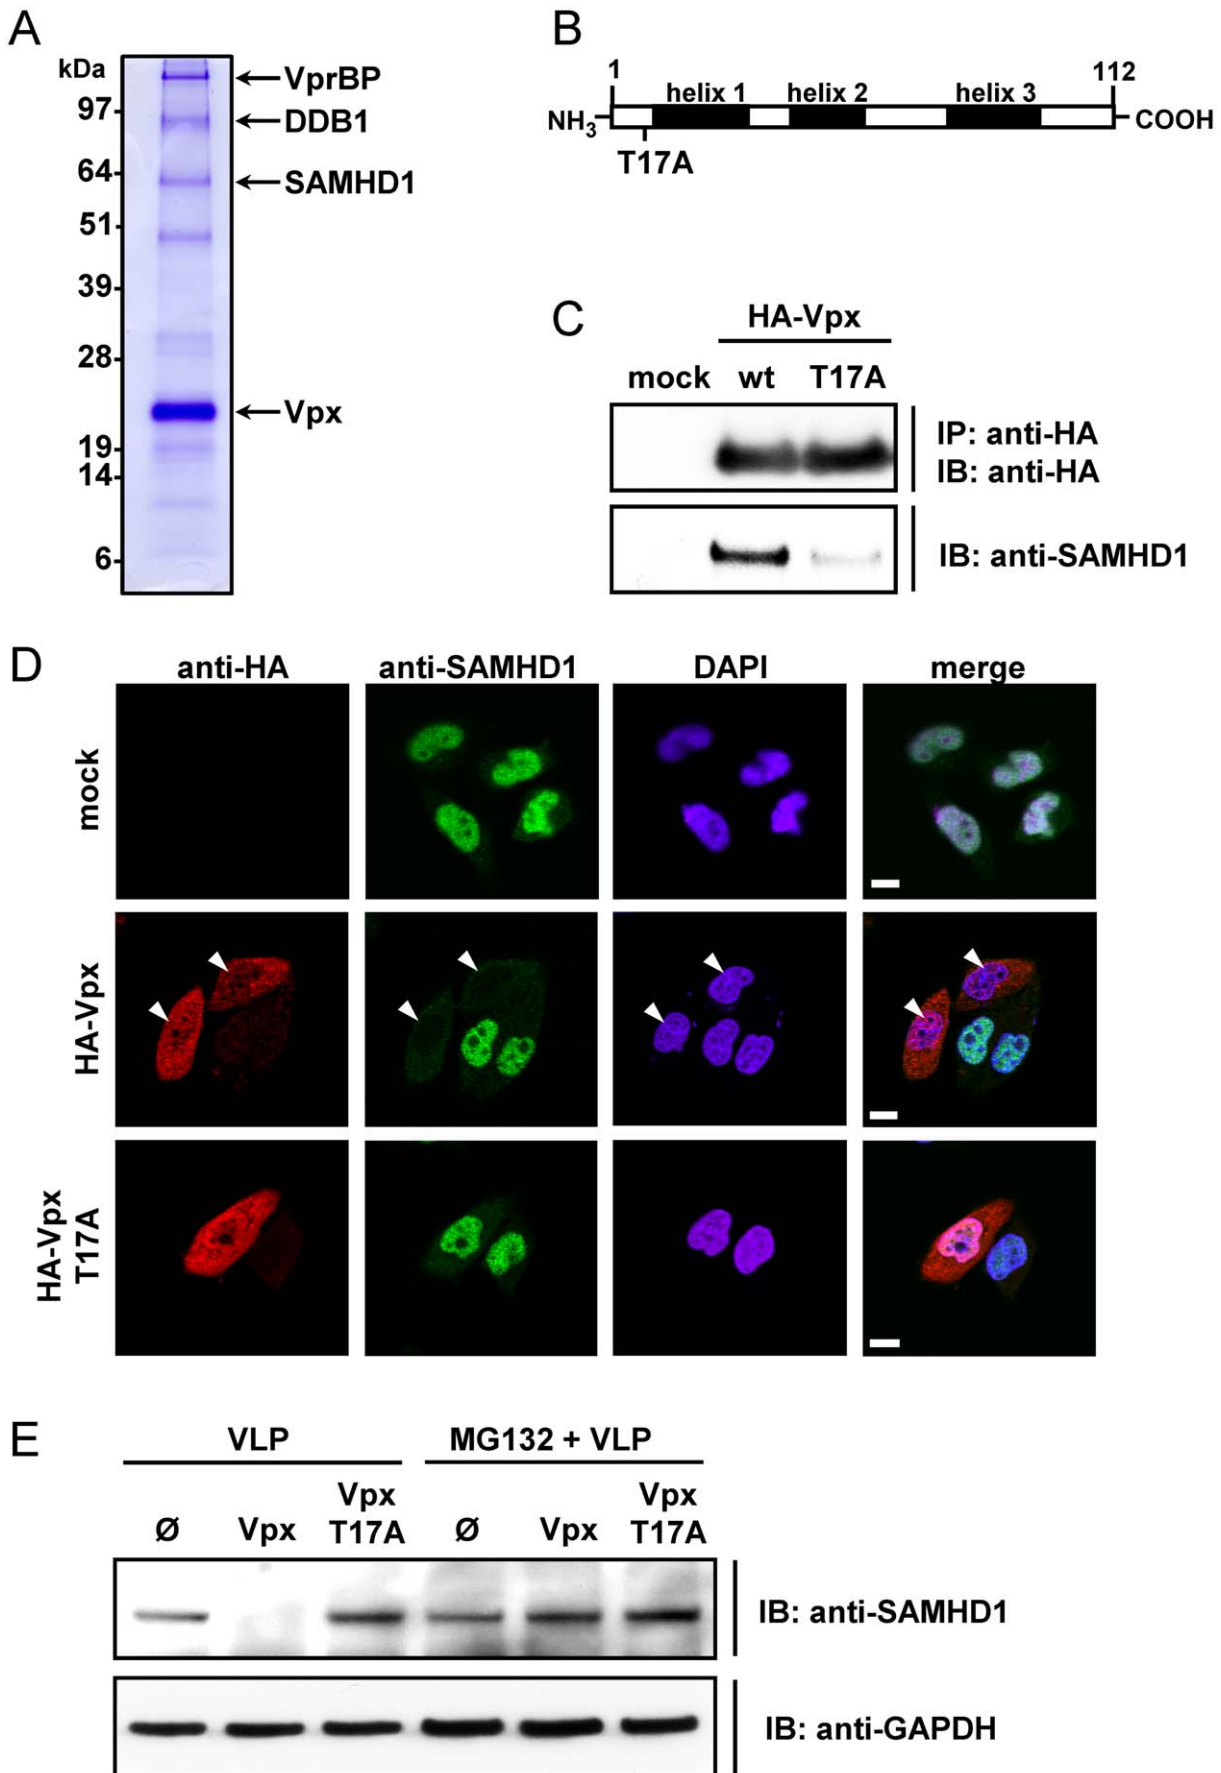 A
kDa
97
64
51
39
28
19
14
6
VprBP
DDB1
SAMHD1
Vpx
B
1
112
helix 1 helix 2 helix 3
NH3
COOH
T17A
C
HA-Vpx
mock wt T17A
IP: anti-HA
IB: anti-HA
IB: anti-SAMHD1
D
anti-HA anti-SAMHD1 DAPI merge
mock
HA-Vpx
HA-Vpx
T17A
E
VLP MG132 + VLP
Ø Vpx Vpx T17A Ø Vpx Vpx T17A
IB: anti-SAMHD1
IB: anti-GAPDH